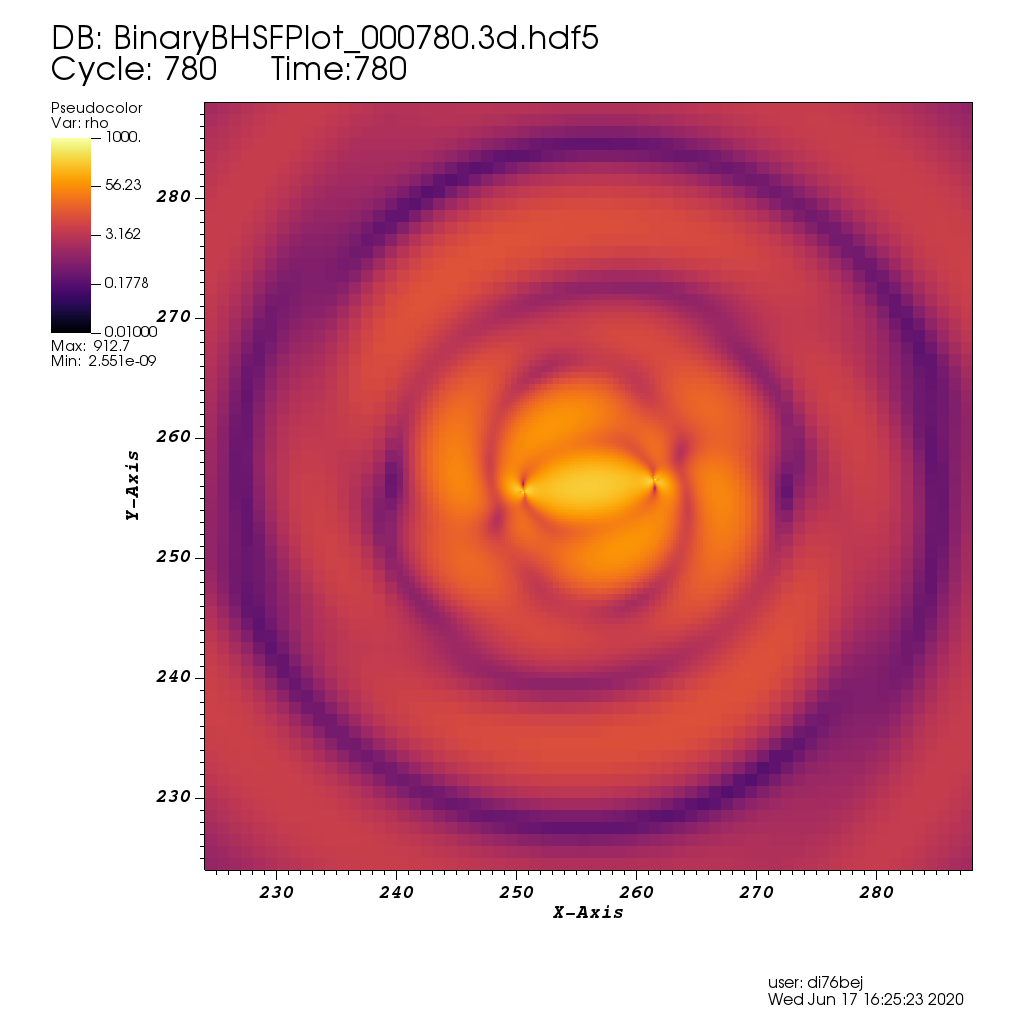 DB: BinaryBHSFPlot_000780.3d.hdf5
Cycle: 780 Time:780
Pseudocolor
Var: rho
1000.
56.23
3.162
0.1778
0.01000
Max: 912.7
Min: 2.551e-09
280
270
260
250
240
230
Y-Axis
230 240 250 260 270 280
X-Axis
user: di76bej
Wed Jun 17 16:25:23 2020